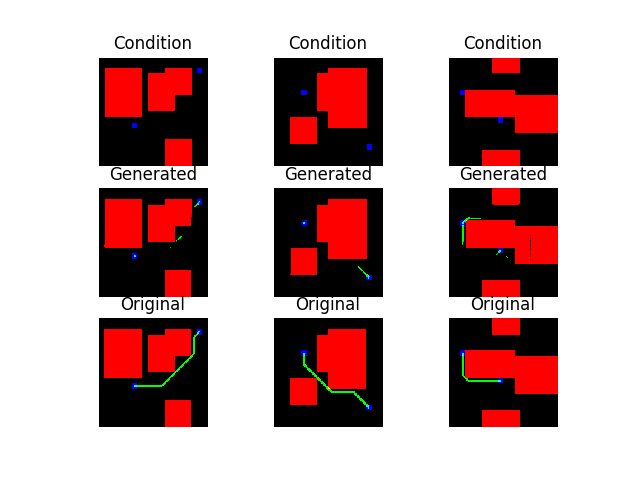 Condition Condition Condition
Generated Generated Generated
Original Original Original